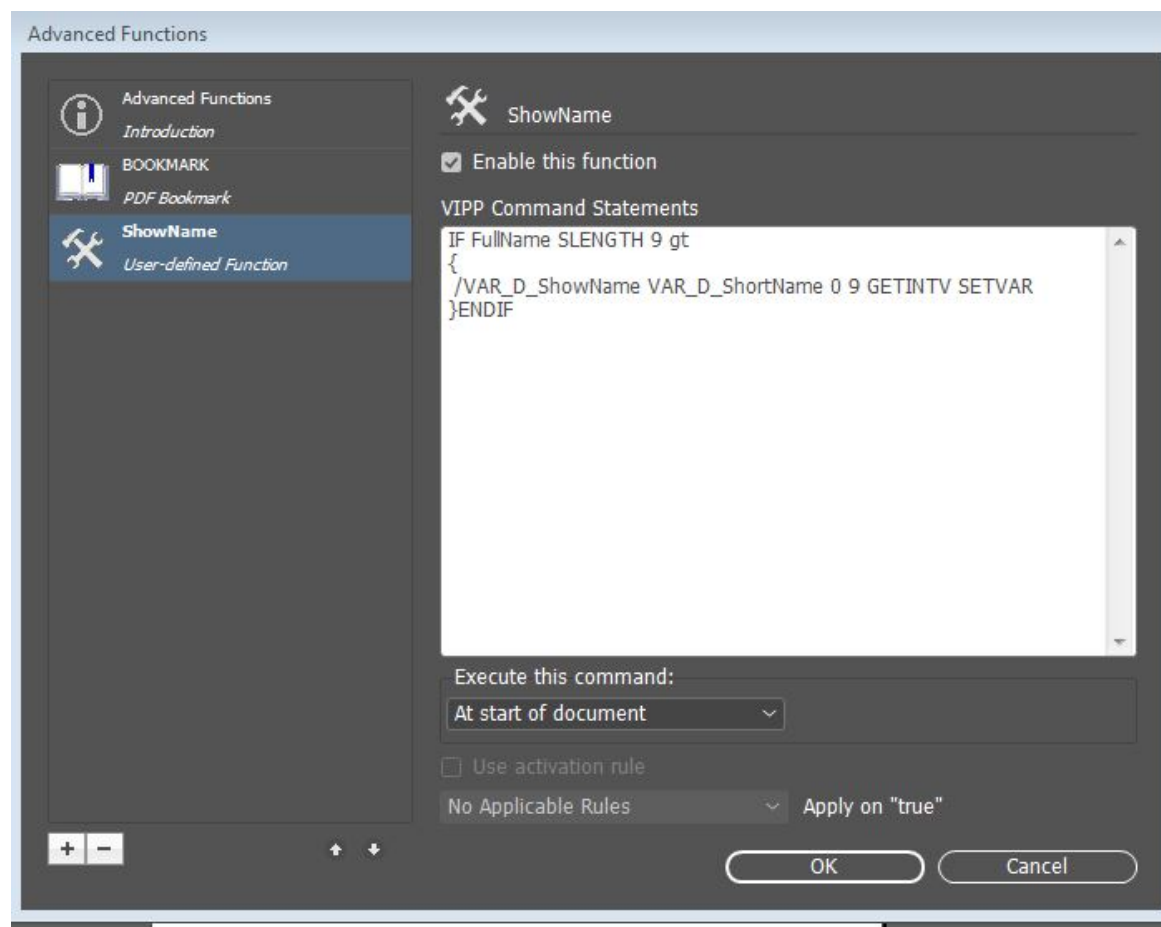 Advanced Functions
Advanced Functions
Introduction
BOOKMARK
PDF Bookmark
ShowName
User-defined Function
ShowName
Enable this function
VIPP Command Statements
IF FullName SLENGTH 9 gt
{
/VAR_D_ShowName VAR_D_ShortName 0 9 GETINTV SETVAR
}ENDIF
Execute this command:
At start of document
Use activation rule
No Applicable Rules
Apply on "true"
+ -
OK
Cancel